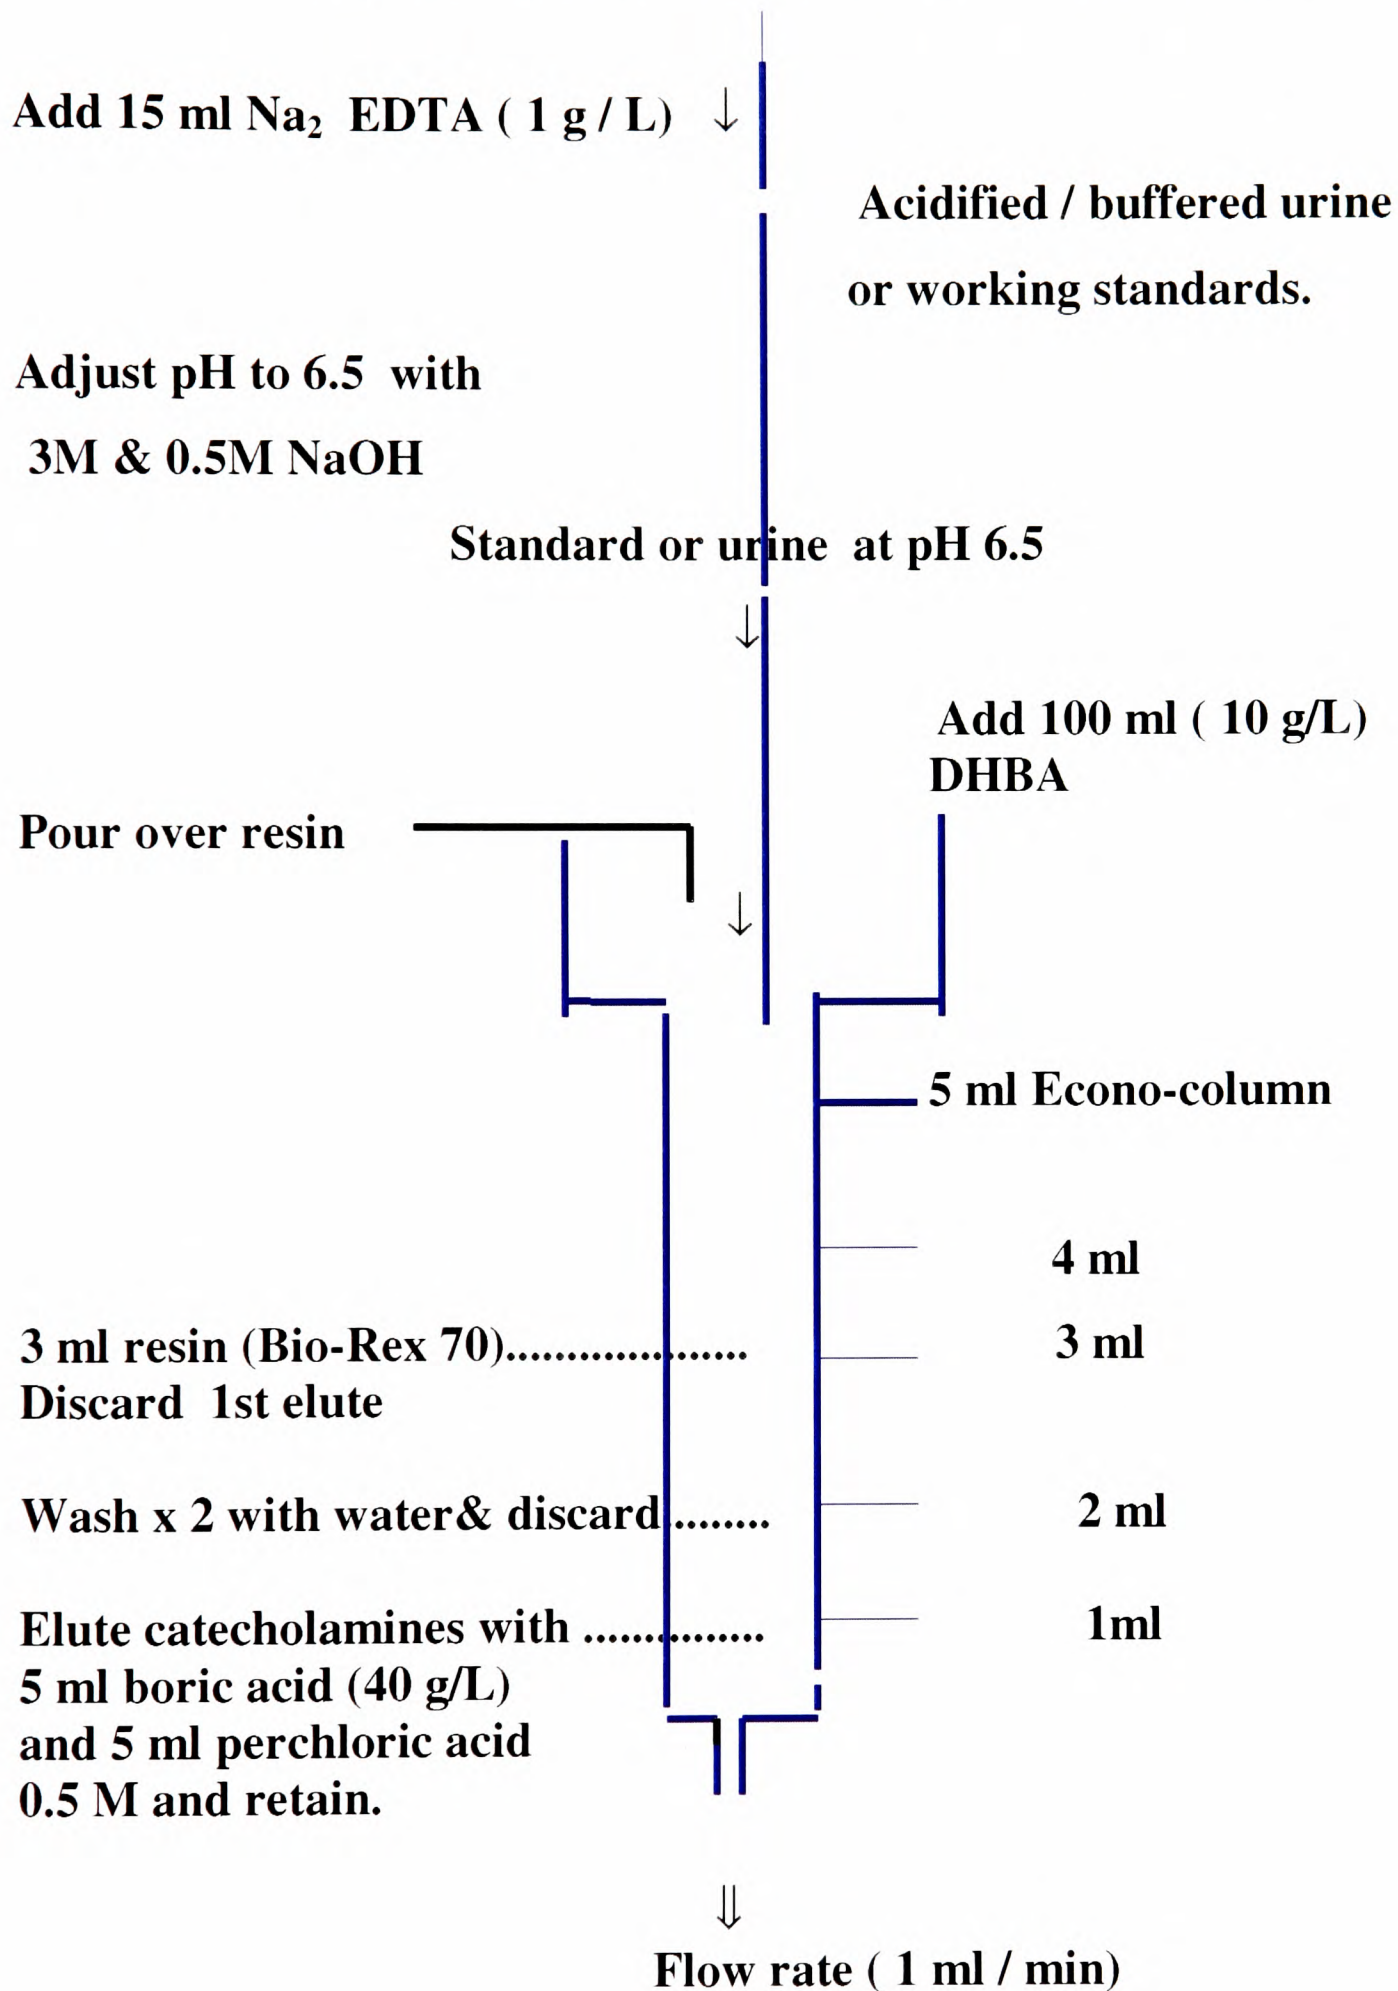 Add 15 ml Na₂ EDTA ( 1 g / L) ↓
Acidified / buffered urine
or working standards.
Adjust pH to 6.5 with
3M & 0.5M NaOH
Standard or urine at pH 6.5
↓
Add 100 ml ( 10 g/L)
DHBA
Pour over resin
↓
5 ml Econo-column
4 ml
3 ml resin (Bio-Rex 70)....................
3 ml
Discard 1st elute
Wash x 2 with water& discard.........
2 ml
Elute catecholamines with ...............
1ml
5 ml boric acid (40 g/L)
and 5 ml perchloric acid
0.5 M and retain.
⇓
Flow rate ( 1 ml / min)